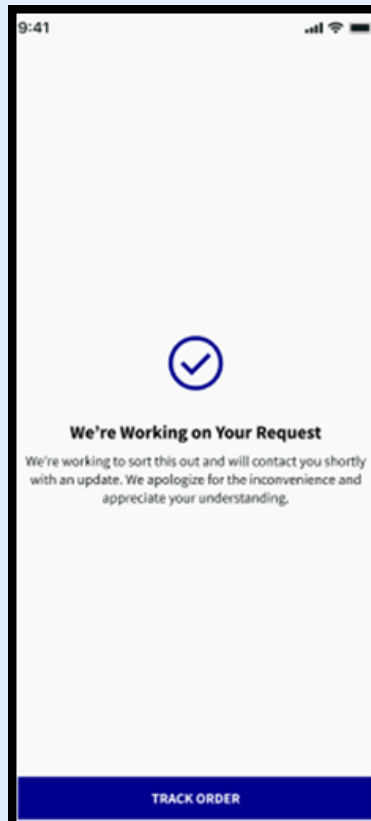 9:41
We're Working on Your Request
We're working to sort this out and will contact you shortly
with an update. We apologize for the inconvenience and
appreciate your understanding.
TRACK ORDER